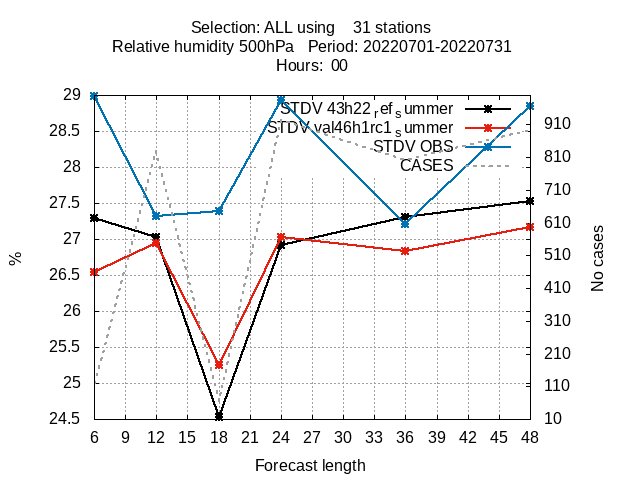 Selection: ALL using    31 stations
Relative humidity 500hPa   Period: 20220701-20220731
Hours:  00
STDV 43h22_ref_summer
STDV val46h1rc1_summer
STDV OBS
CASES
29
28.5
28
27.5
27
26.5
26
25.5
25
24.5
%
910
810
710
610
510
410
310
210
110
10
No cases
6 9 12 15 18 21 24 27 30 33 36 39 42 45 48
Forecast length